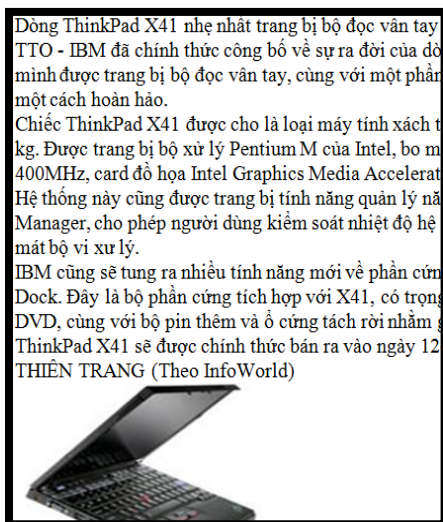 Dòng ThinkPad X41 nhẹ nhất trang bị bộ đọc vân tay
TTO - IBM đã chính thức công bố về sự ra đời của dò
mình được trang bị bộ đọc vân tay, cùng với một phần
một cách hoàn hảo.
Chiếc ThinkPad X41 được cho là loại máy tính xách t
kg. Được trang bị bộ xử lý Pentium M của Intel, bo m
400MHz, card đồ họa Intel Graphics Media Accelerat
Hệ thống này cũng được trang bị tính năng quản lý nă
Manager, cho phép người dùng kiểm soát nhiệt độ hệ
mát bộ vi xư lý.
IBM cũng sẽ tung ra nhiều tính năng mới về phần cứn
Dock. Đây là bộ phần cứng tích hợp với X41, có trọng
DVD, cùng với bộ pin thêm và ổ cứng tách rời nhằm g
ThinkPad X41 sẽ được chính thức bán ra vào ngày 12
THIÊN TRANG (Theo InfoWorld)